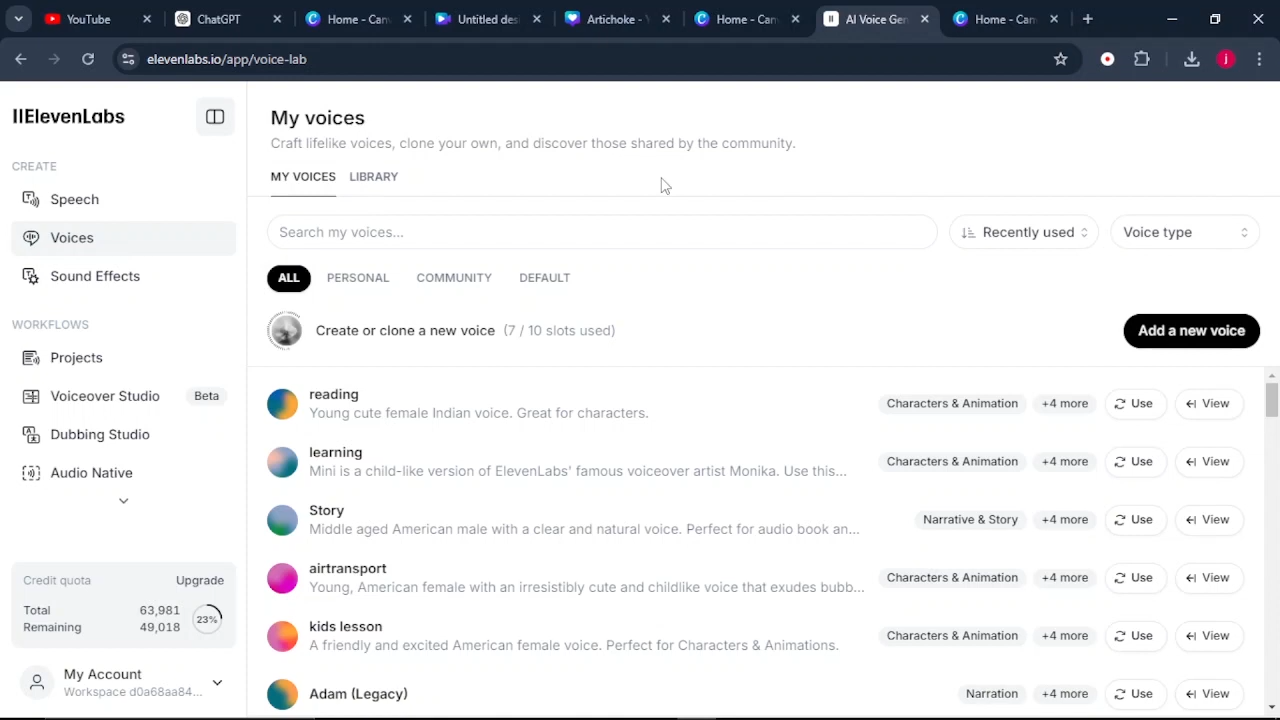 YouTube
ChatGPT
Home - Can
Untitled des
Artichoke - V
Home - Can
AI Voice Gen
Home - Can
elevenlabs.io/app/voice-lab
j
IIElevenLabs
CREATE
Speech
Voices
Sound Effects
WORKFLOWS
Projects
Voiceover Studio Beta
Dubbing Studio
Audio Native
Credit quota Upgrade
Total 63,981
Remaining 49,018
23%
My Account
Workspace d0a68aa84...
My voices
Craft lifelike voices, clone your own, and discover those shared by the community.
MY VOICES LIBRARY
Search my voices... Recently used Voice type
ALL PERSONAL COMMUNITY DEFAULT
Create or clone a new voice (7 / 10 slots used) Add a new voice
reading
Young cute female Indian voice. Great for characters.
Characters & Animation +4 more Use View
learning
Mini is a child-like version of ElevenLabs' famous voiceover artist Monika. Use this...
Characters & Animation +4 more Use View
Story
Middle aged American male with a clear and natural voice. Perfect for audio book an...
Narrative & Story +4 more Use View
airtransport
Young, American female with an irresistibly cute and childlike voice that exudes bubb...
Characters & Animation +4 more Use View
kids lesson
A friendly and excited American female voice. Perfect for Characters & Animations.
Characters & Animation +4 more Use View
Adam (Legacy)
Narration +4 more Use View